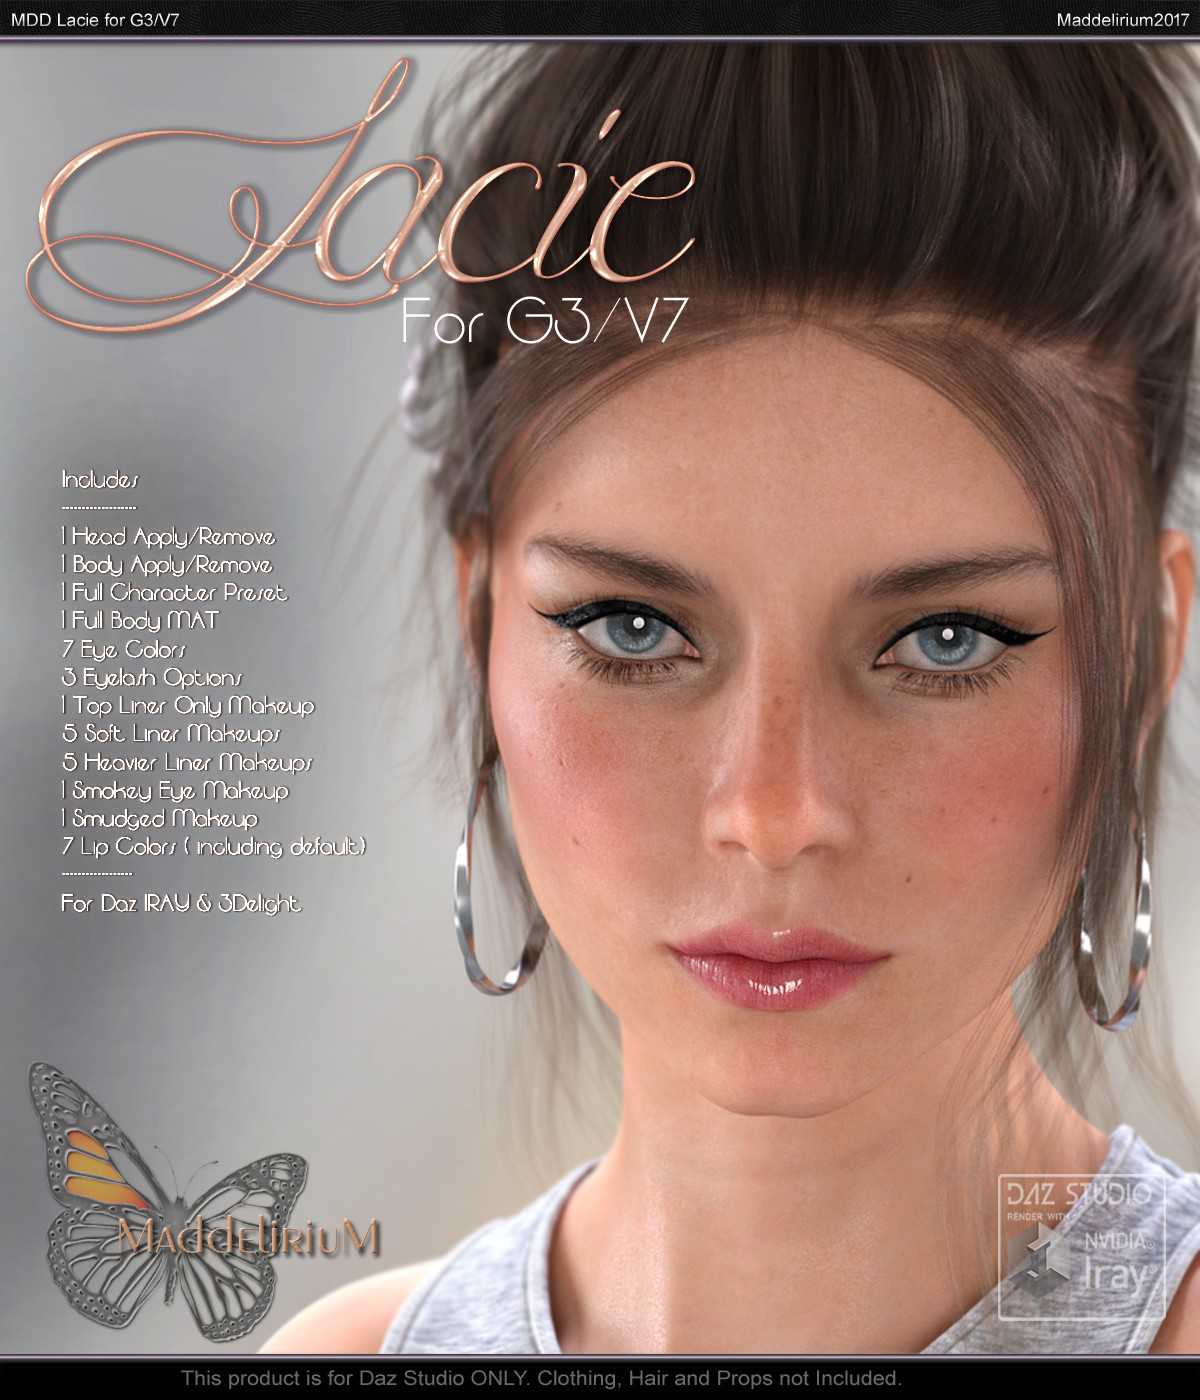 MDD Lacie for G3/V7
Maddelirium2017
Lacie
For G3/V7
Includes
-------------------
1 Head Apply/Remove
1 Body Apply/Remove
1 Full Character Preset
1 Full Body MAT
7 Eye Colors
3 Eyelash Options
1 Top Liner Only Makeup
5 Soft Liner Makeups
5 Heavier Liner Makeups
1 Smokey Eye Makeup
1 Smudged Makeup
7 Lip Colors ( including default)
------------------
For Daz IRAY & 3Delight
MaddeliriuM
DAZ STUDIO
RENDER WITH
NVIDIA®
Iray®
This product is for Daz Studio ONLY. Clothing, Hair and Props not Included.